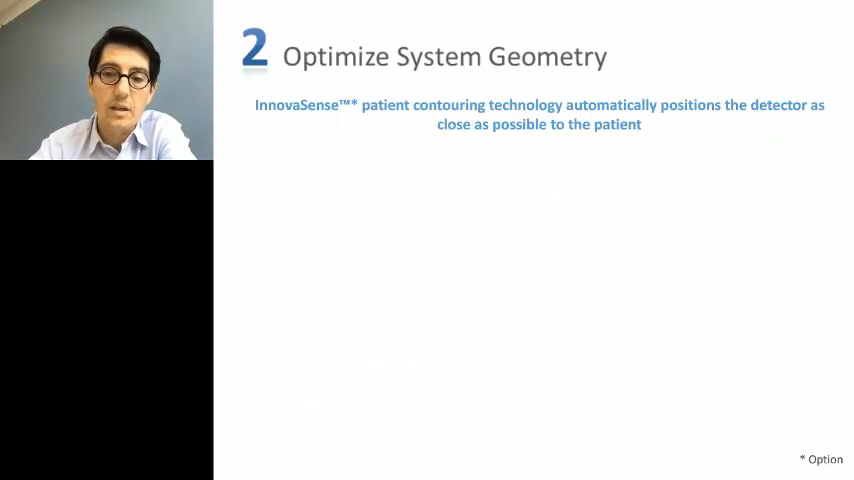 2 Optimize System Geometry
InnovaSense™* patient contouring technology automatically positions the detector as
close as possible to the patient
* Option